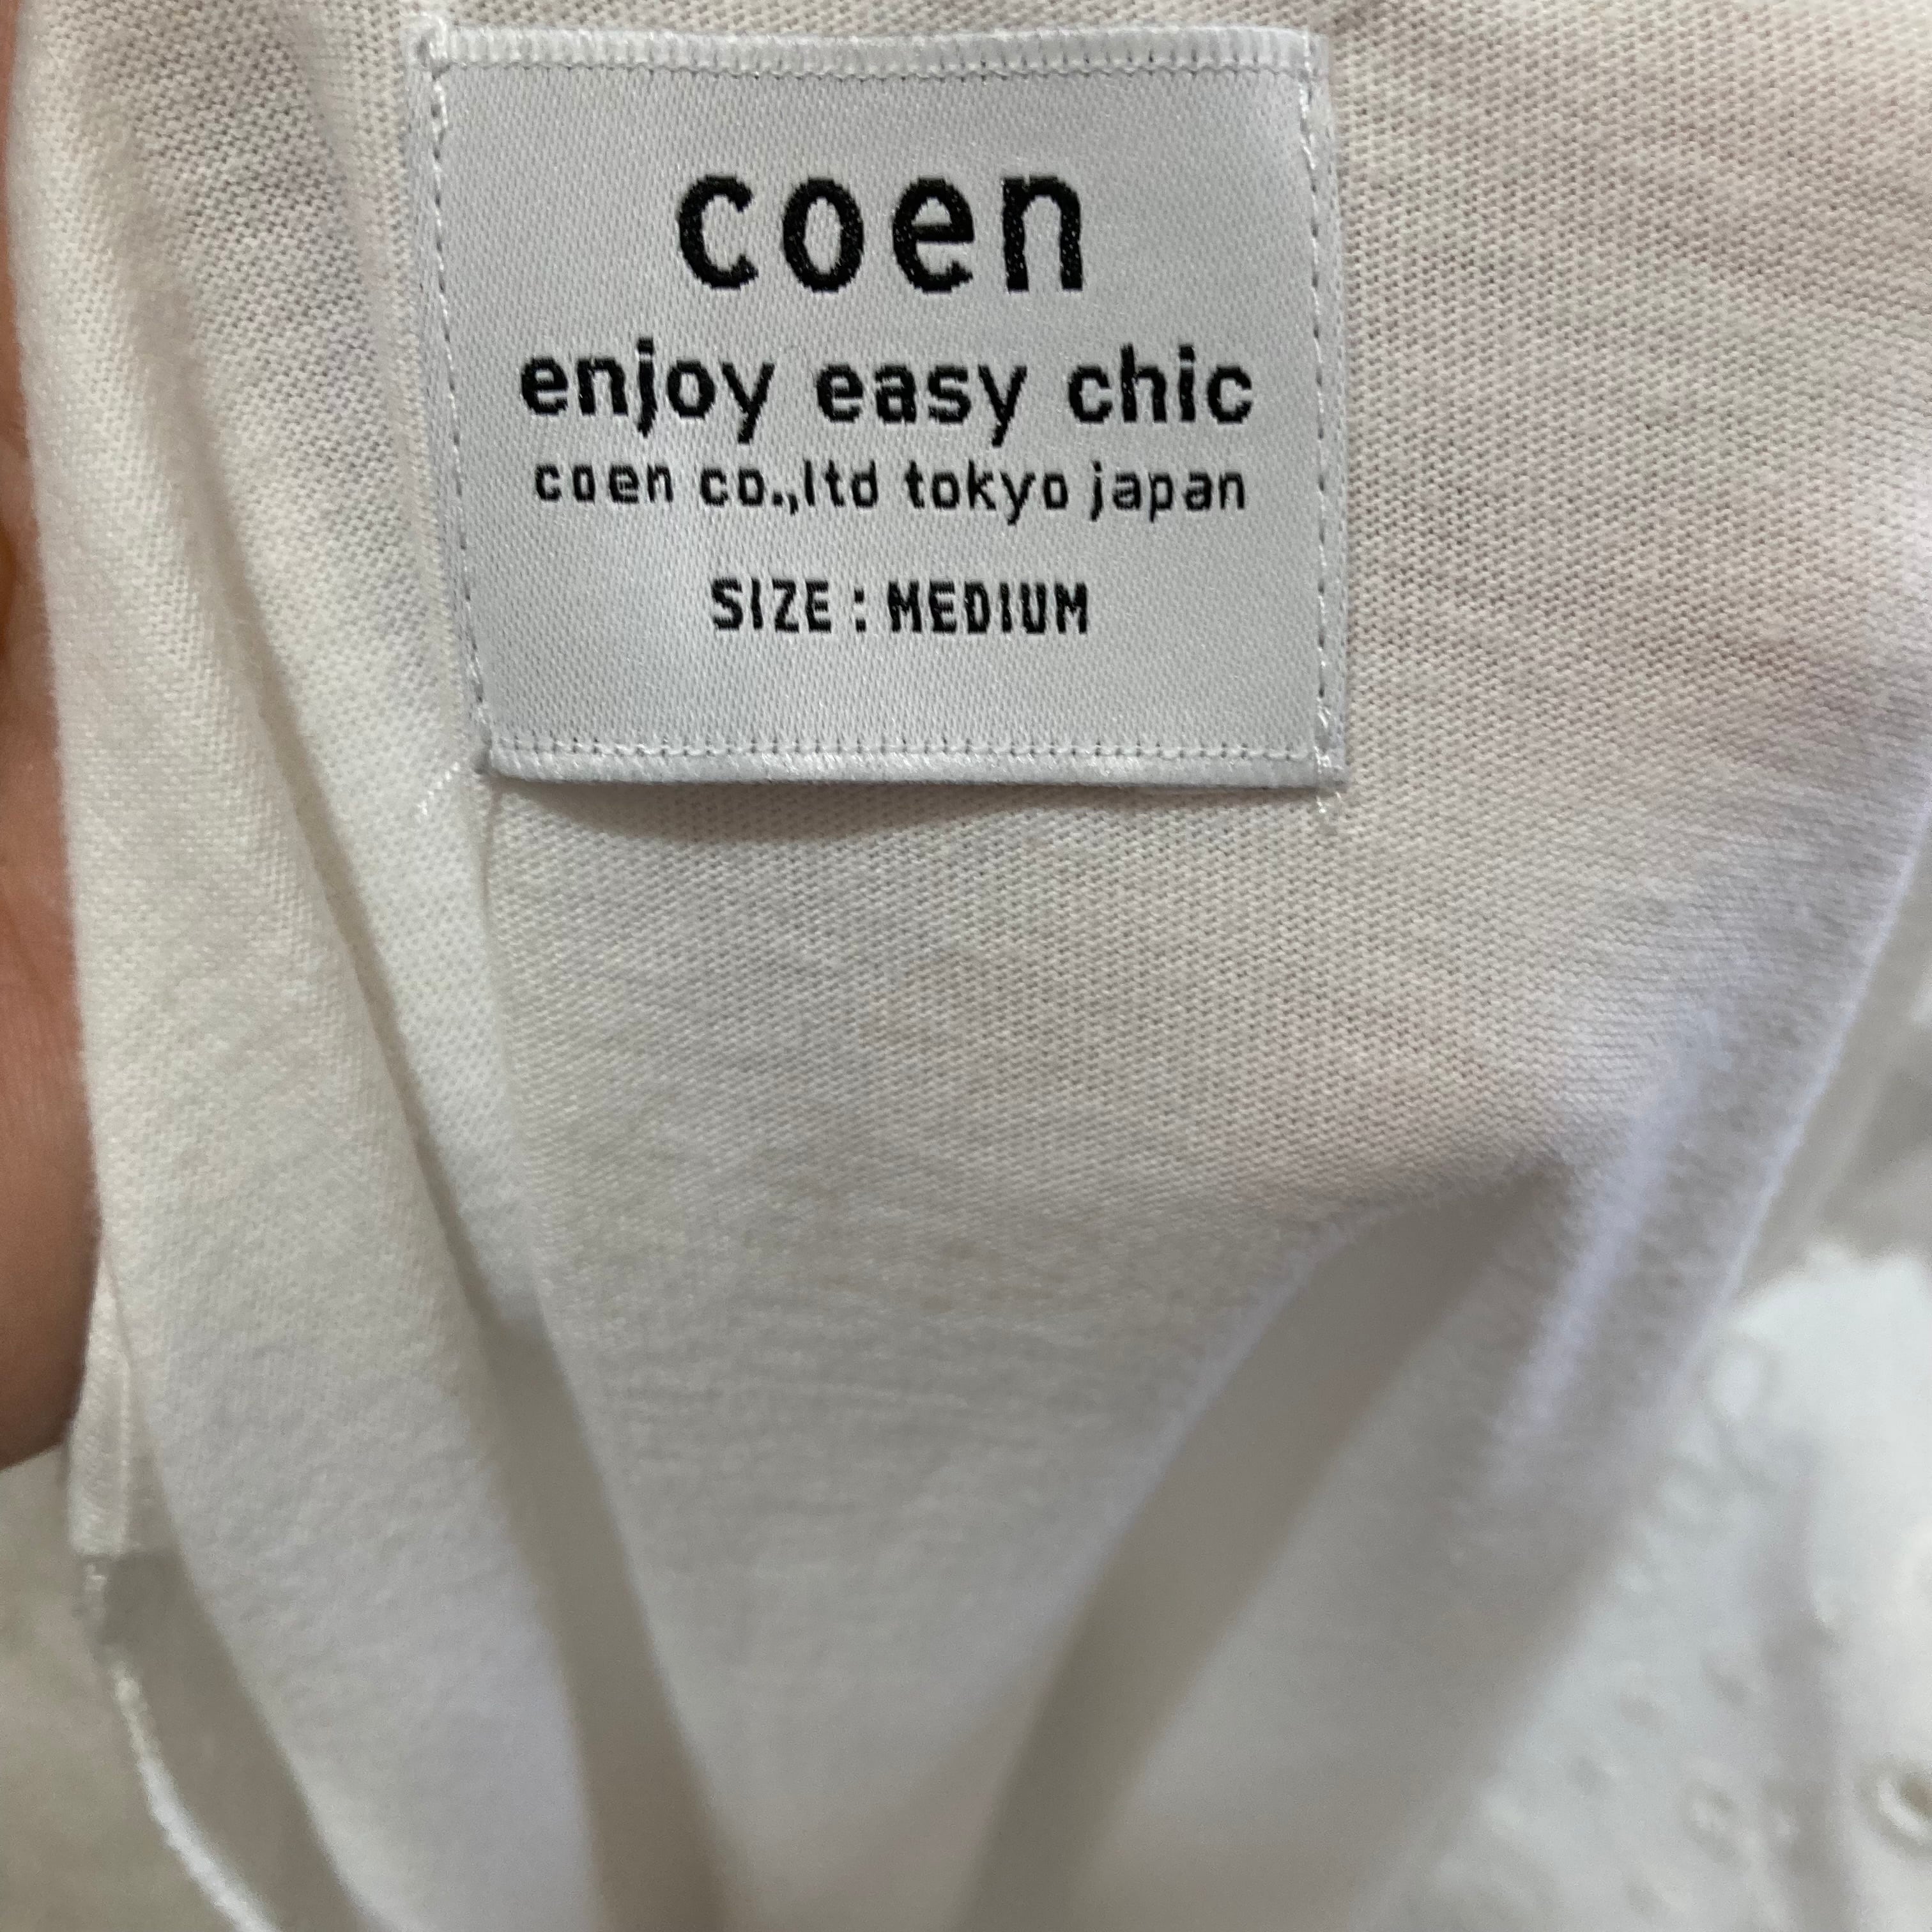 coen
enjoy easy chic
coen co.,ltd tokyo japan
SIZE : MEDIUM